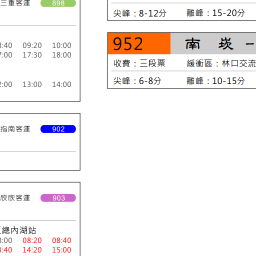 三重客運 898
:40 09:20 10:00
:00 17:30 18:00
:00 13:00 14:00
指南客運 902
欣欣客運 903
總內湖站
:00 08:20 08:40
:40 14:20 15:00
尖峰：8-12分 離峰：15-20分
952 南 崁 -
收費：三段票 緩衝區：林口交流
尖峰：6-8分 離峰：10-15分